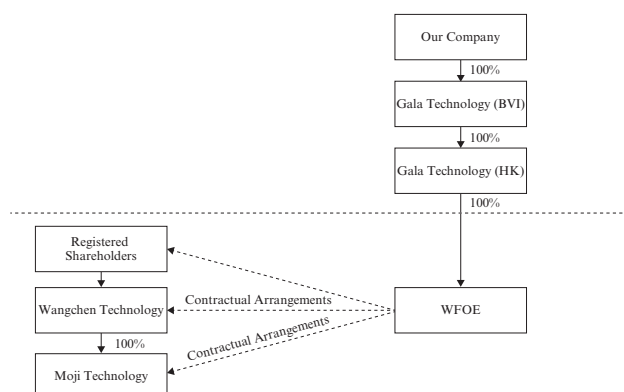 Our Company
100%
Gala Technology (BVI)
100%
Gala Technology (HK)
100%
Registered
Shareholders
Wangchen Technology
Contractual Arrangements
WFOE
100%
Contractual Arrangements
Moji Technology